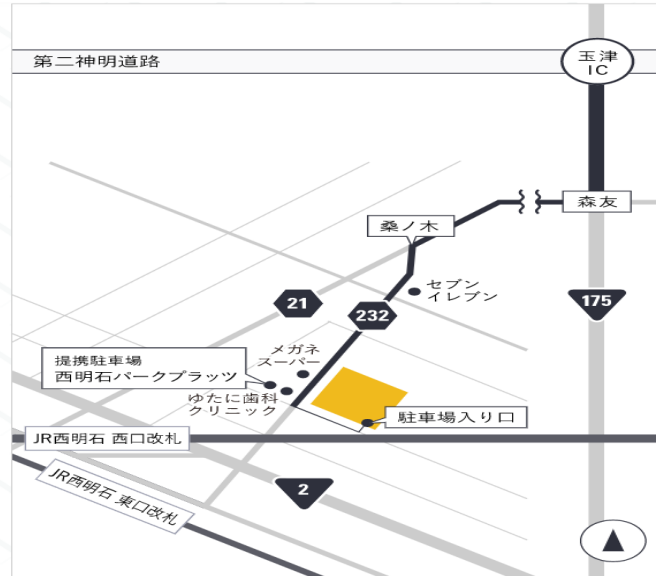 第二神明道路
玉津
IC
森友
桑ノ木
セブン
イレブン
21
232
175
メガネ
スーパー
提携駐車場
西明石パークプラッツ
ゆたに歯科
クリニック
駐車場入り口
JR西明石 西口改札
JR西明石 東口改札
2